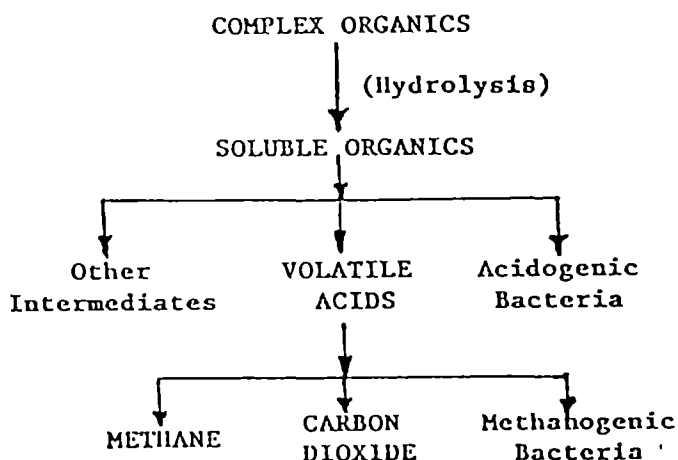 COMPLEX ORGANICS
(Hydrolysis)
SOLUBLE ORGANICS
Other
Intermediates
VOLATILE
ACIDS
Acidogenic
Bacteria
METHANE
CARBON
DIOXIDE
Methanogenic
Bacteria